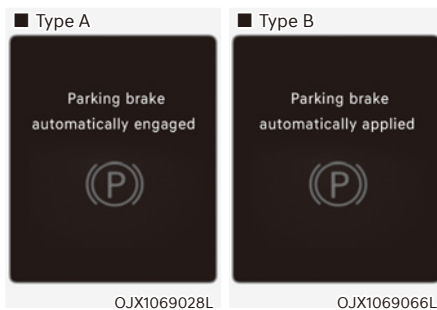 ■ Type A
Parking brake
automatically engaged
(P)
OJX1069028L
■ Type B
Parking brake
automatically applied
(P)
OJX1069066L